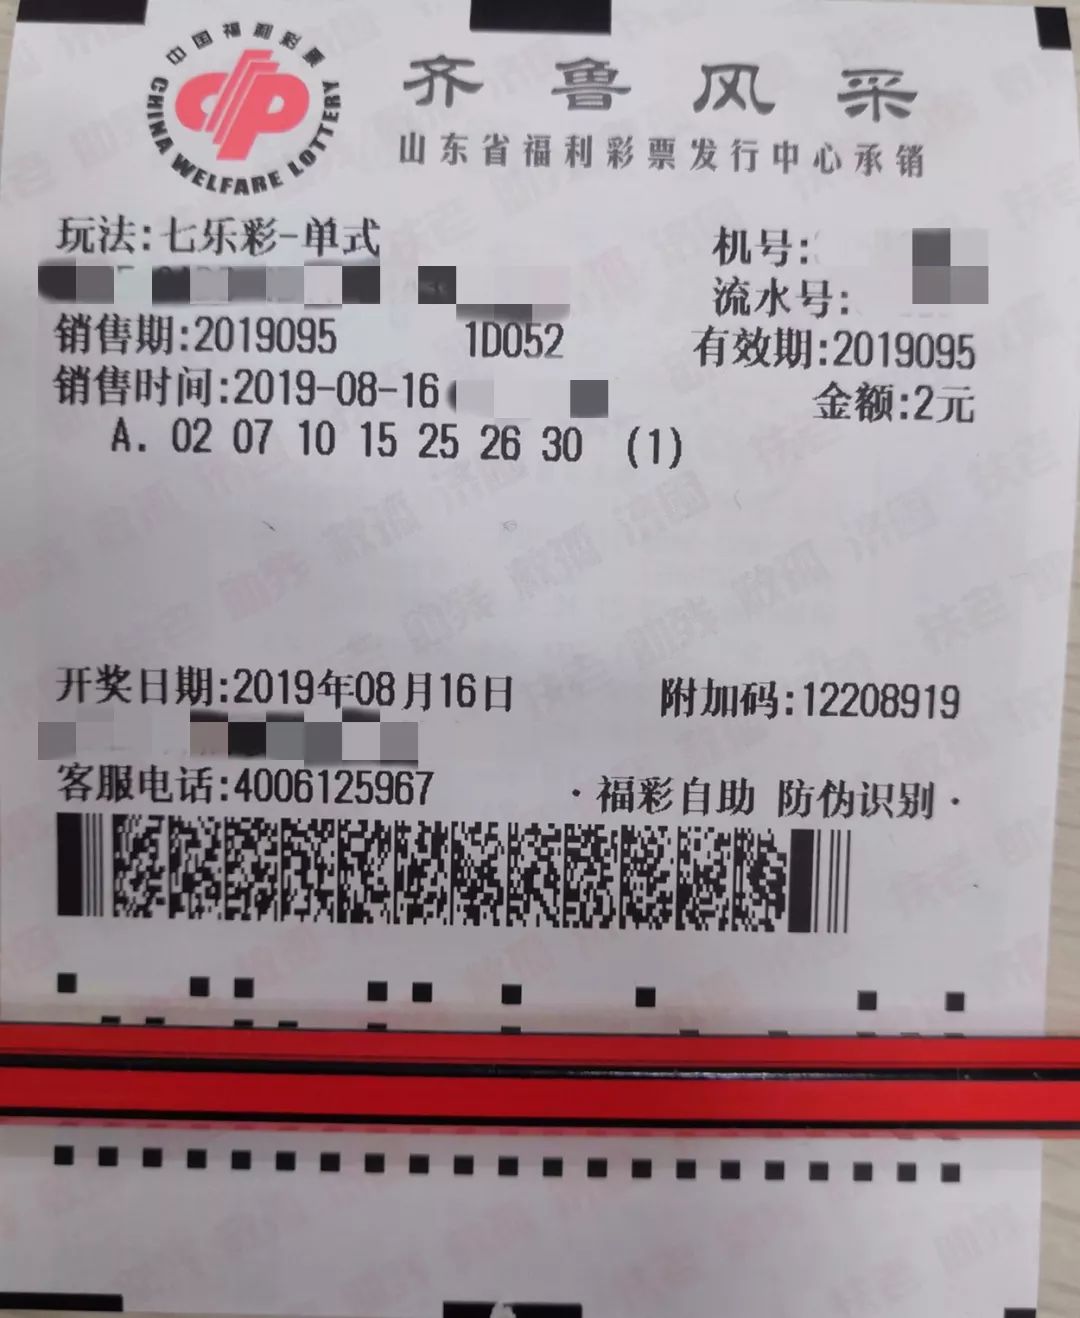 中国福利彩票
CHINA WELFARE LOTTERY
齐鲁风采
山东省福利彩票发行中心承销
玩法:七乐彩-单式
机号:
流水号:
销售期:2019095 1D052 有效期:2019095
销售时间:2019-08-16 金额:2元
A. 02 07 10 15 25 26 30 (1)
开奖日期:2019年08月16日 附加码:12208919
客服电话:4006125967 ·福彩自助 防伪识别·